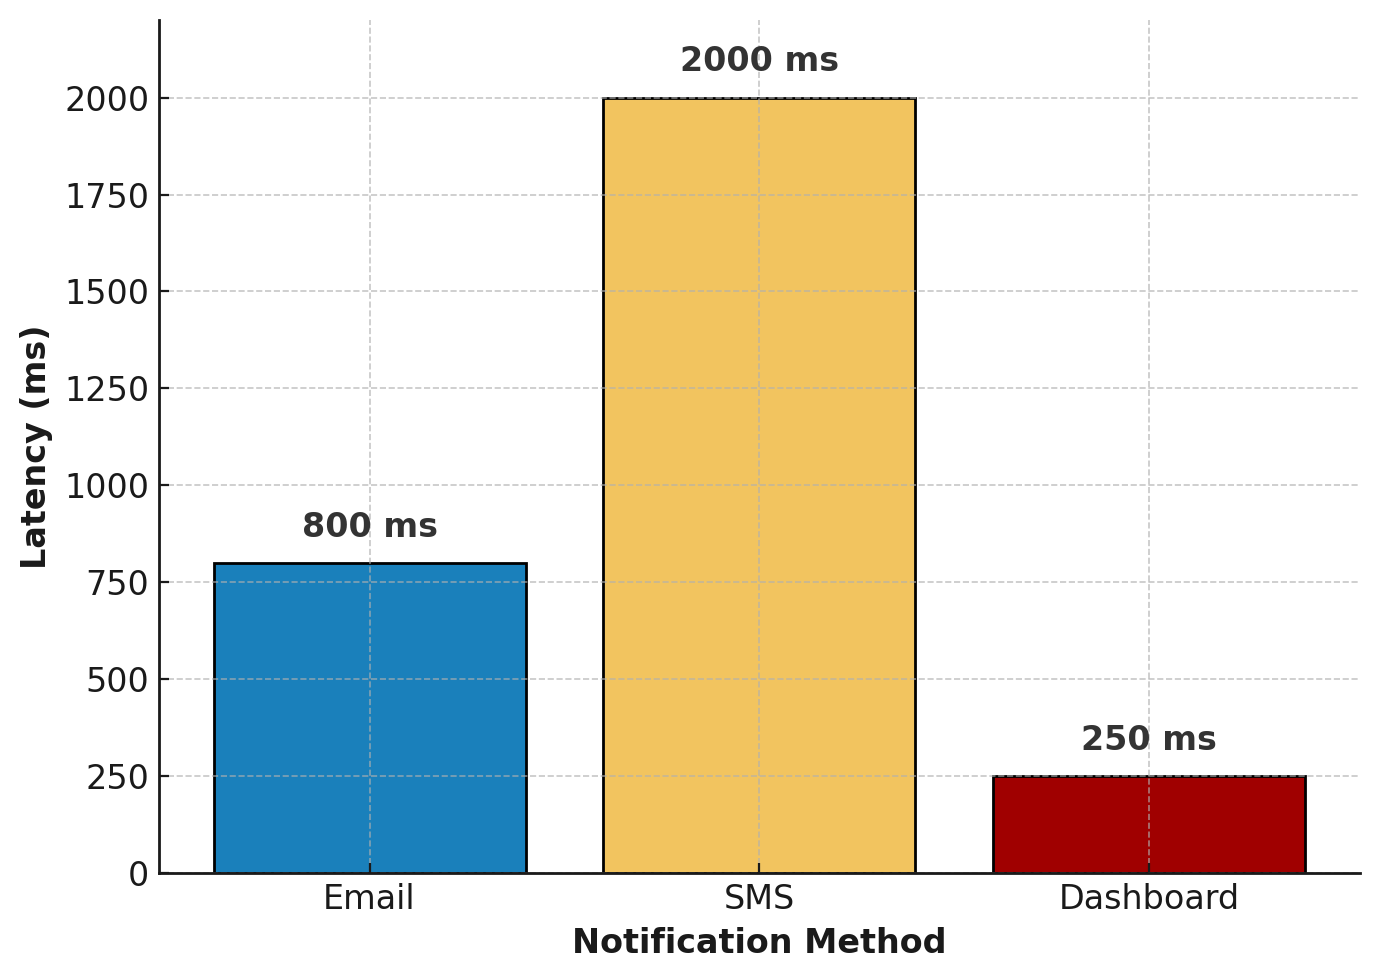 2000 ms
2000
1750
1500
1250
1000
800 ms
750
500
250 ms
250
0
Latency (ms)
Email
SMS
Dashboard
Notification Method